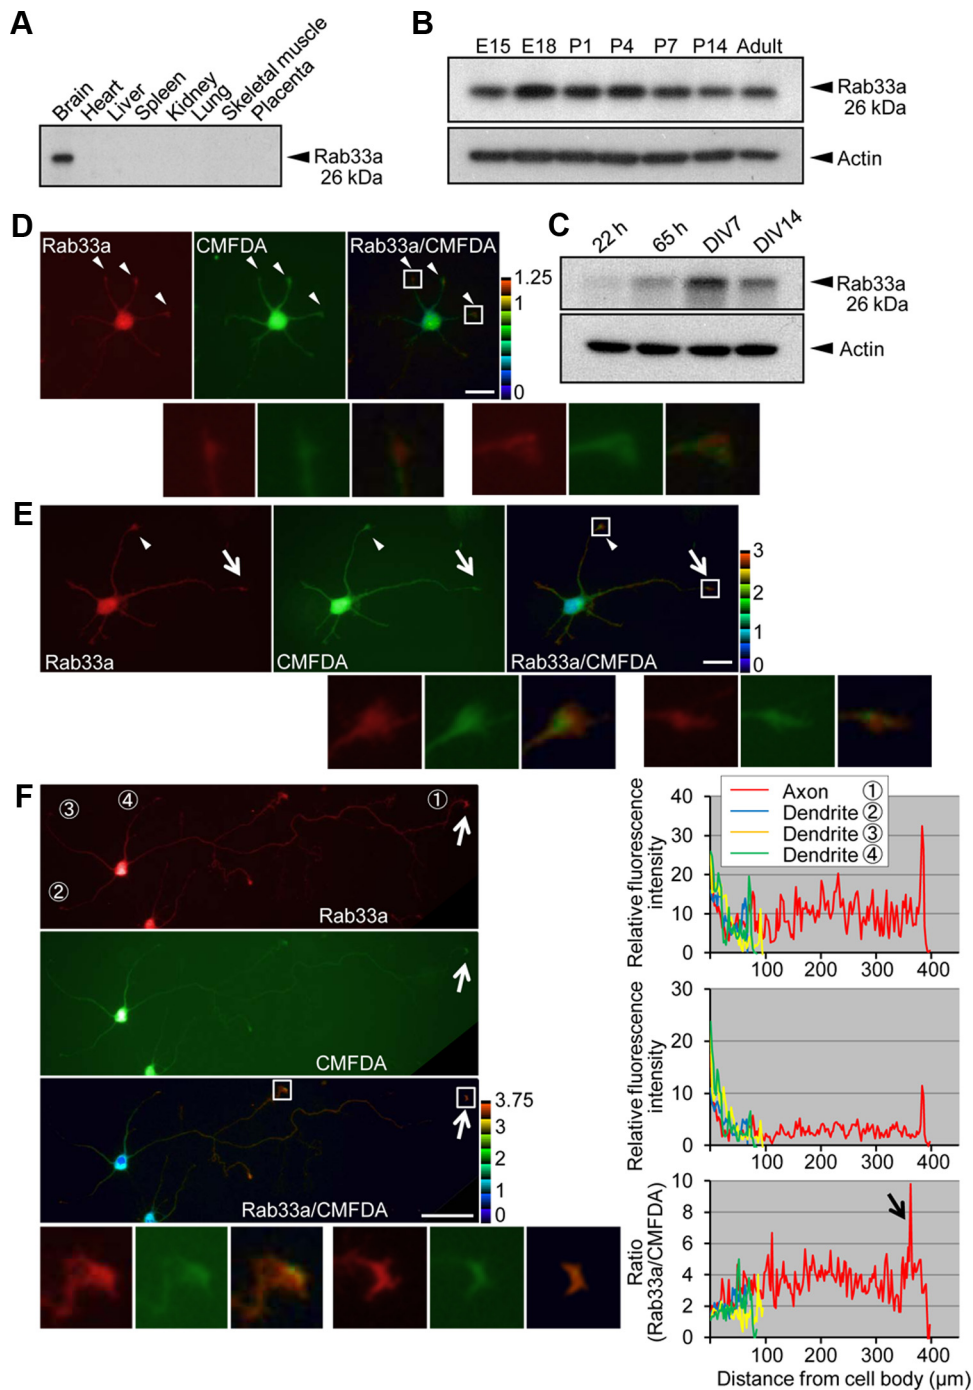 A
Brain
Heart
Liver
Spleen
Kidney
Lung
Skeletal muscle
Placenta
Rab33a
26 kDa
B
E15 E18 P1 P4 P7 P14 Adult
Rab33a
26 kDa
Actin
C
22 h 65 h DIV7 DIV14
Rab33a
26 kDa
Actin
D
Rab33a CMFDA Rab33a/CMFDA
1.25
1
0
E
Rab33a CMFDA Rab33a/CMFDA
3
2
1
0
F
③ ④ ①
②
Rab33a
CMFDA
Rab33a/CMFDA
3.75
3
2
1
0
Axon ①
Dendrite ②
Dendrite ③
Dendrite ④
Relative fluorescence
intensity
40
30
20
10
0
100 200 300 400
Relative fluorescence
intensity
30
20
10
0
100 200 300 400
Ratio
(Rab33a/CMFDA)
10
8
6
4
2
0
100 200 300 400
Distance from cell body (µm)